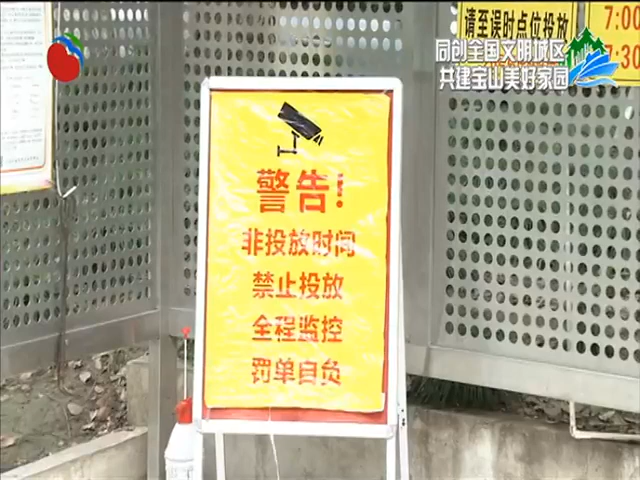 请至误时点位投放
7:00
7:30
同创全国文明城区
共建宝山美好家园
警告!
非投放时间
禁止投放
全程监控
罚单自负